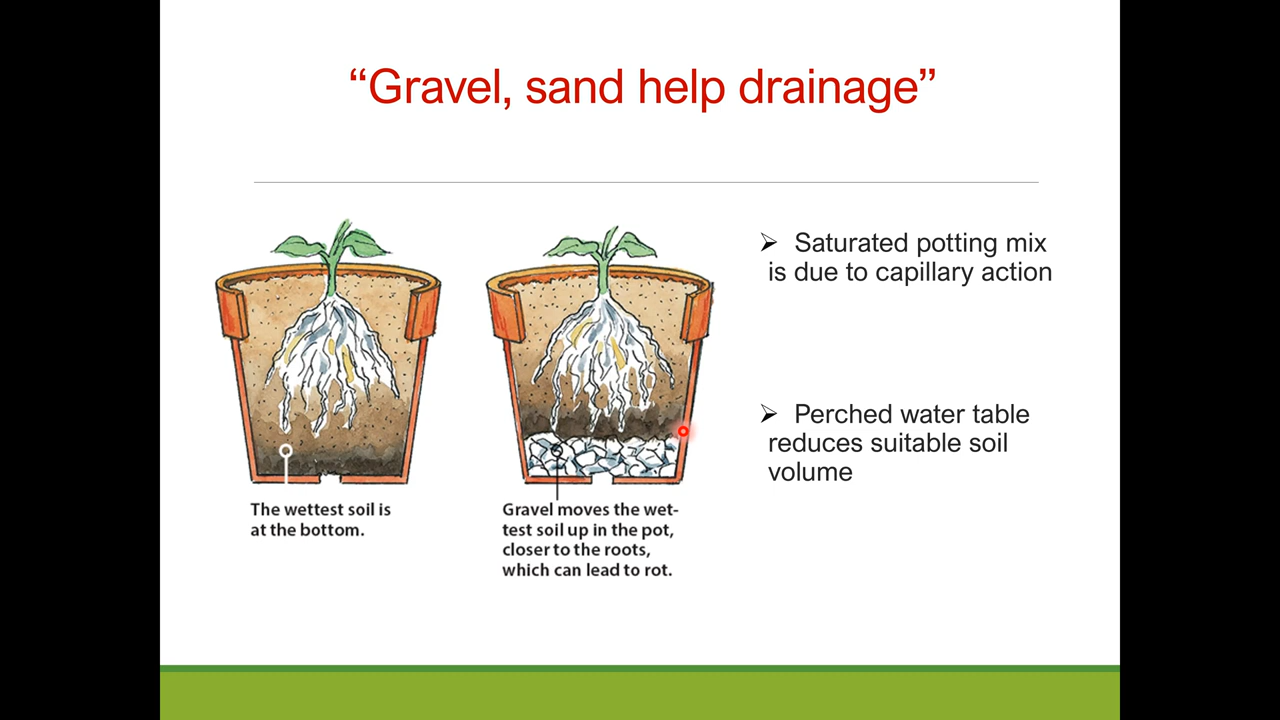 “Gravel, sand help drainage”
➢ Saturated potting mix
is due to capillary action
➢ Perched water table
reduces suitable soil
volume
The wettest soil is
at the bottom.
Gravel moves the wet-
test soil up in the pot,
closer to the roots,
which can lead to rot.